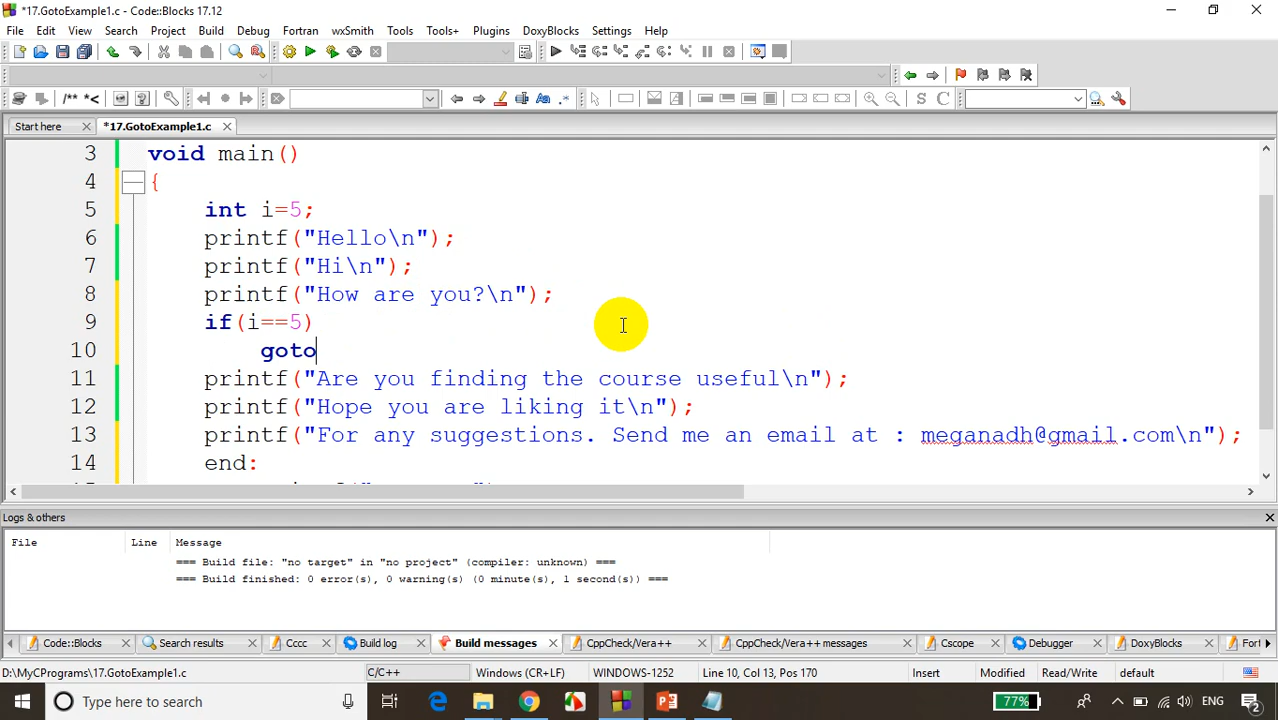 *17.GotoExample1.c - Code::Blocks 17.12
File Edit View Search Project Build Debug Fortran wxSmith Tools Tools+ Plugins DoxyBlocks Settings Help
/** *<
S C
Start here *17.GotoExample1.c
3 void main()
4 {
5 int i=5;
6 printf("Hello\n");
7 printf("Hi\n");
8 printf("How are you?\n");
9 if(i==5)
10 goto
11 printf("Are you finding the course useful\n");
12 printf("Hope you are liking it\n");
13 printf("For any suggestions. Send me an email at : meganadh@gmail.com\n");
14 end:
Logs & others
File Line Message
=== Build file: "no target" in "no project" (compiler: unknown) ===
=== Build finished: 0 error(s), 0 warning(s) (0 minute(s), 1 second(s)) ===
Code::Blocks Search results Cccc Build log Build messages CppCheck/Vera++ CppCheck/Vera++ messages Cscope Debugger DoxyBlocks Fort
D:\MyCPrograms\17.GotoExample1.c C/C++ Windows (CR+LF) WINDOWS-1252 Line 10, Col 13, Pos 170 Insert Modified Read/Write default
Type here to search 77% ENG 2